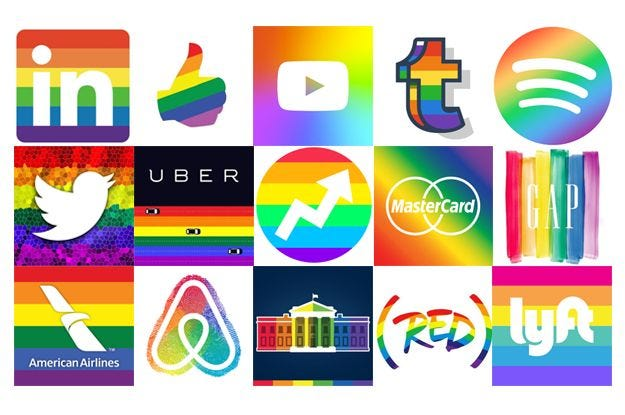 in
t
UBER
MasterCard
GAP
American Airlines
(RED)
lyft